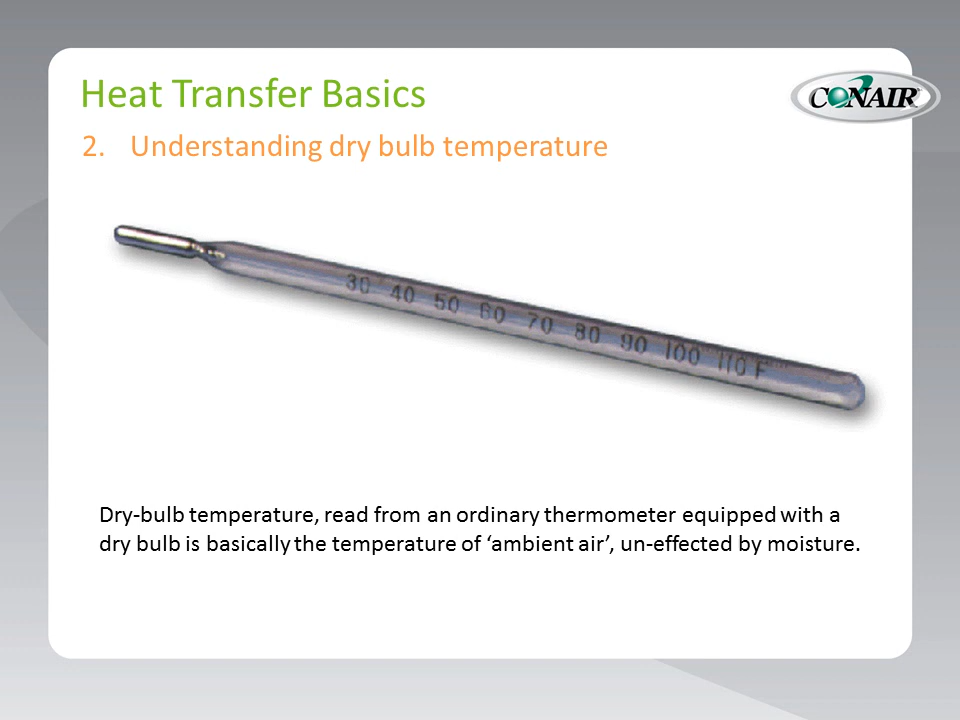 Heat Transfer Basics
CONAIR
2. Understanding dry bulb temperature
30 40 50 60 70 80 90 100 110 F
Dry-bulb temperature, read from an ordinary thermometer equipped with a
dry bulb is basically the temperature of ‘ambient air’, un-effected by moisture.